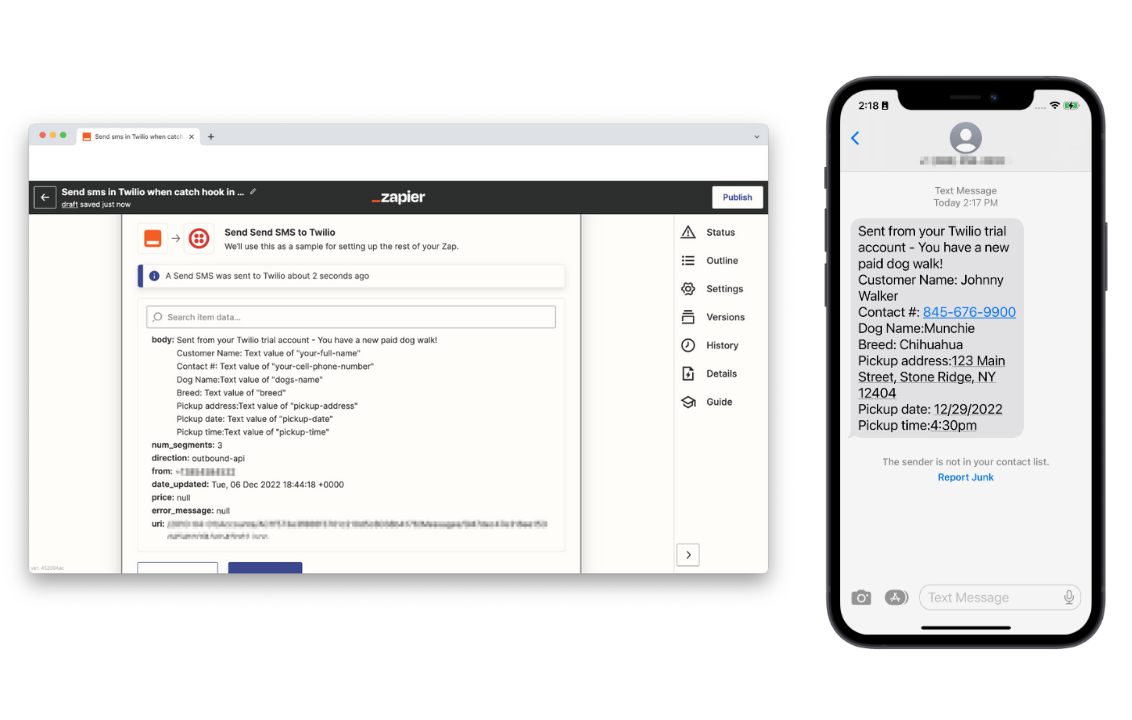 Send sms in Twilio when catch
Send sms in Twilio when catch hook in ...
draft saved just now
_zapier
Publish
Send Send SMS to Twilio
We'll use this as a sample for setting up the rest of your Zap.
A Send SMS was sent to Twilio about 2 seconds ago
Search item data...
body: Sent from your Twilio trial account - You have a new paid dog walk!
Customer Name: Text value of "your-full-name"
Contact #: Text value of "your-cell-phone-number"
Dog Name:Text value of "dogs-name"
Breed: Text value of "breed"
Pickup address:Text value of "pickup-address"
Pickup date: Text value of "pickup-date"
Pickup time:Text value of "pickup-time"
num_segments: 3
direction: outbound-api
from:
date_updated: Tue, 06 Dec 2022 18:44:18 +0000
price: null
error_message: null
uri:
Status
Outline
Settings
Versions
History
Details
Guide
2:18
Text Message
Today 2:17 PM
Sent from your Twilio trial
account - You have a new
paid dog walk!
Customer Name: Johnny
Walker
Contact #: 845-676-9900
Dog Name:Munchie
Breed: Chihuahua
Pickup address:123 Main
Street, Stone Ridge, NY
12404
Pickup date: 12/29/2022
Pickup time:4:30pm
The sender is not in your contact list.
Report Junk
Text Message